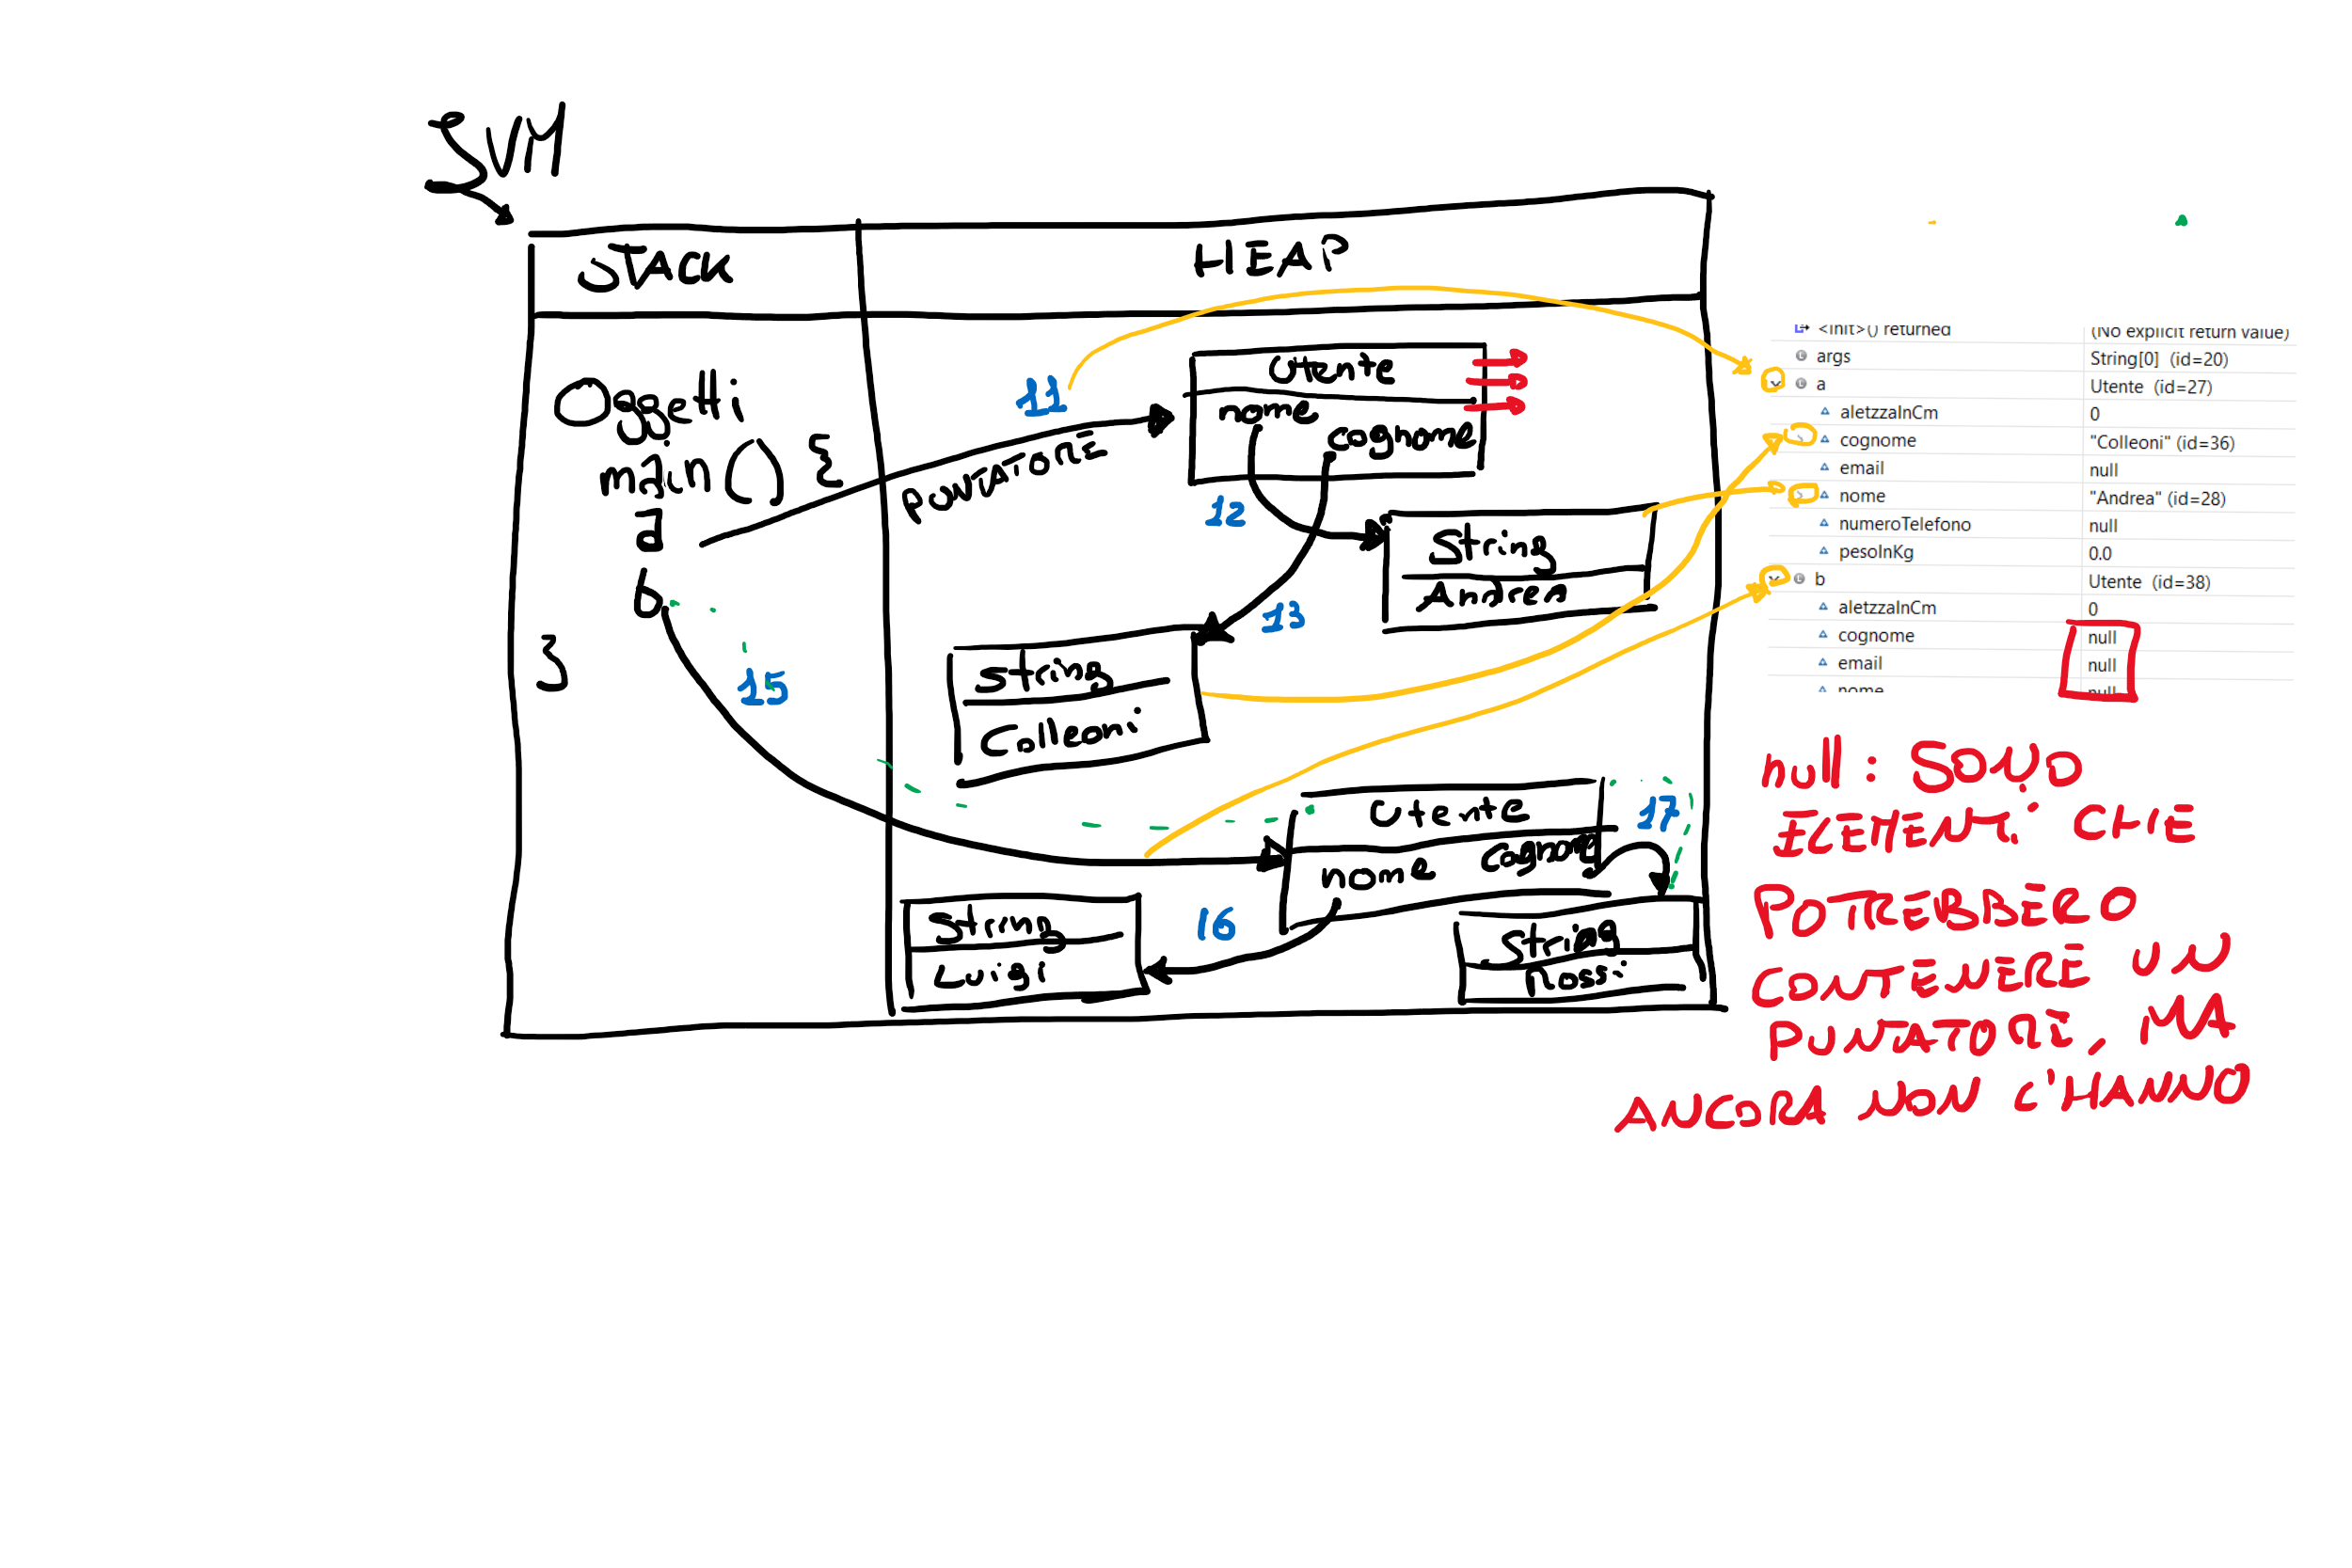 JVM
STACK
HEAP
Oggetti
main() {
a
b
}
11
PUNTATORE
Utente
nome cognome
12
String
Andrea
13
String
Colleoni
15
Utente
nome cognome
17
16
String
Luigi
String
Rossi
<init>() returned (No explicit return value)
args String[0] (id=20)
a Utente (id=27)
aletzzaInCm 0
cognome "Colleoni" (id=36)
email null
nome "Andrea" (id=28)
numeroTelefono null
pesoInKg 0.0
b Utente (id=38)
aletzzaInCm 0
cognome null
email null
nome null
null: SONO
ELEMENTI CHE
POTREBBERO
CONTENERE UN
PUNTATORE, MA
ANCORA NON C'HANNO